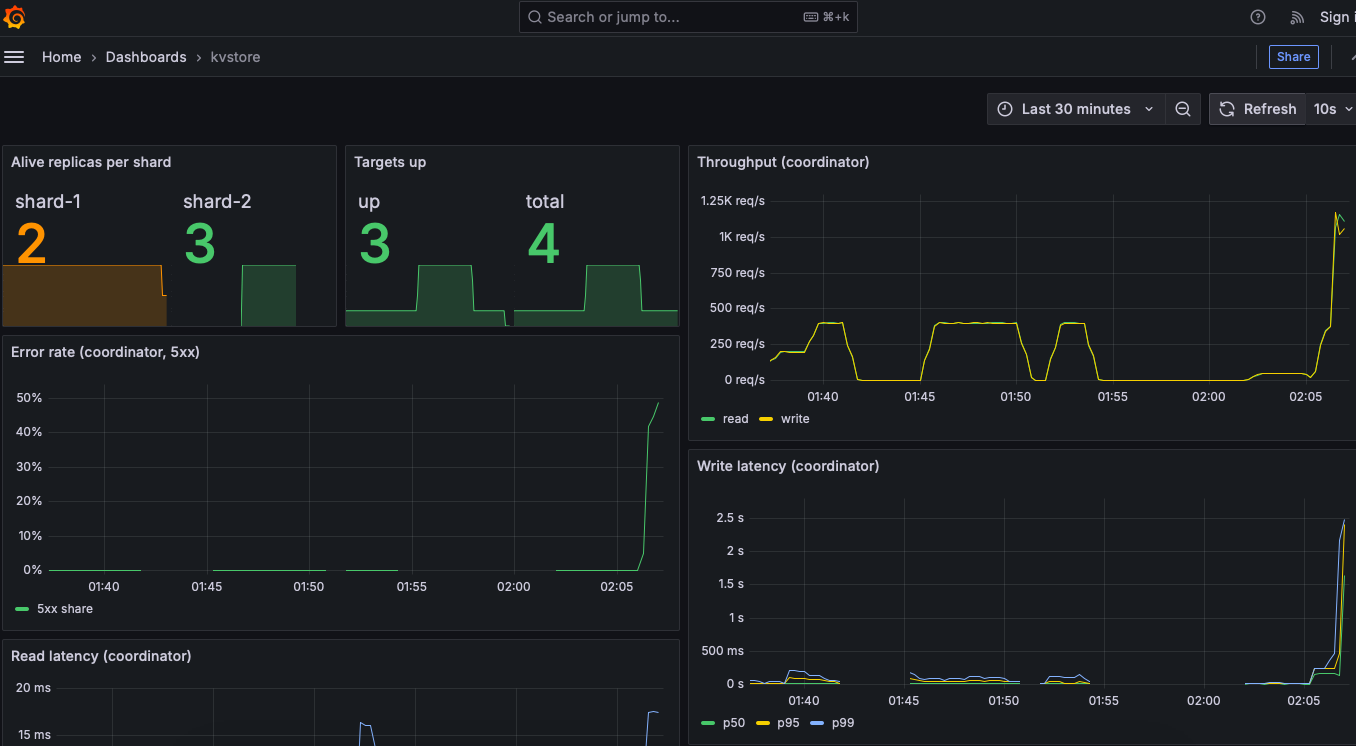 Search or jump to... ⌘+k
Sign i
Home › Dashboards › kvstore
Share
Last 30 minutes
Refresh 10s
Alive replicas per shard
shard-1 shard-2
2 3
Targets up
up total
3 4
Throughput (coordinator)
1.25K req/s
1K req/s
750 req/s
500 req/s
250 req/s
0 req/s
01:40 01:45 01:50 01:55 02:00 02:05
read write
Error rate (coordinator, 5xx)
50%
40%
30%
20%
10%
0%
01:40 01:45 01:50 01:55 02:00 02:05
5xx share
Write latency (coordinator)
2.5 s
2 s
1.5 s
1 s
500 ms
0 s
01:40 01:45 01:50 01:55 02:00 02:05
p50 p95 p99
Read latency (coordinator)
20 ms
15 ms